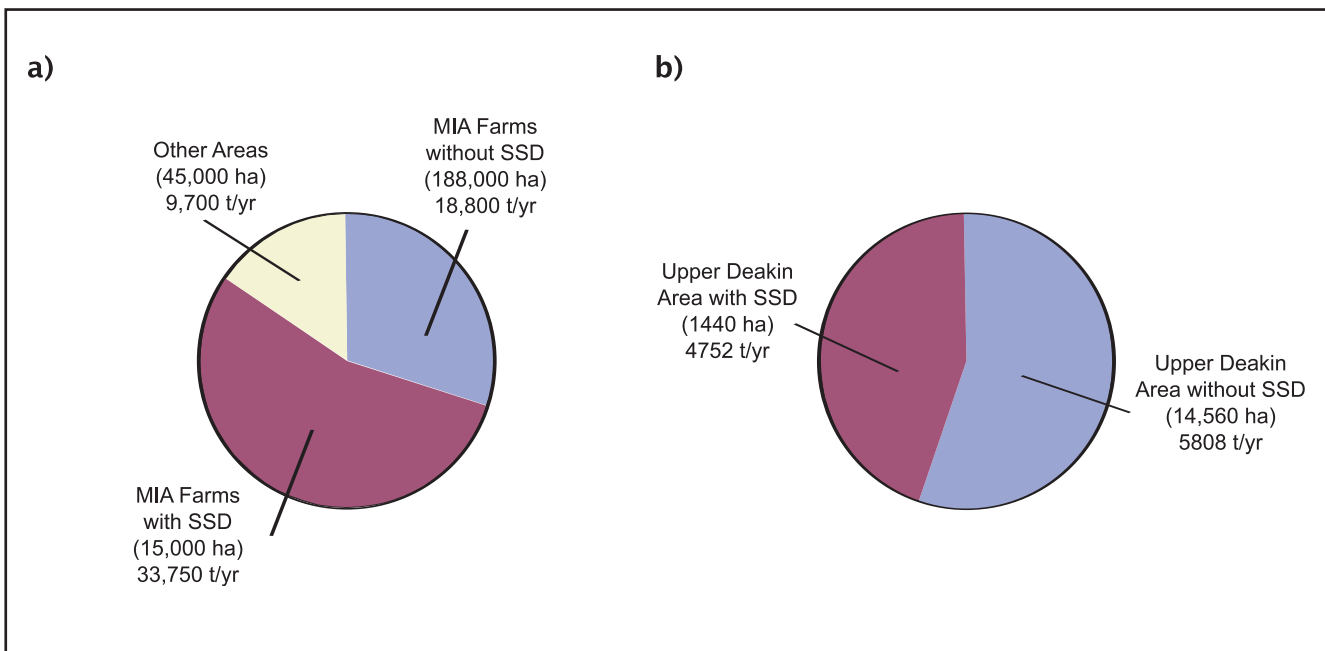 a)
Other Areas
(45,000 ha)
9,700 t/yr
MIA Farms
without SSD
(188,000 ha)
18,800 t/yr
MIA Farms
with SSD
(15,000 ha)
33,750 t/yr
b)
Upper Deakin
Area with SSD
(1440 ha)
4752 t/yr
Upper Deakin
Area without SSD
(14,560 ha)
5808 t/yr